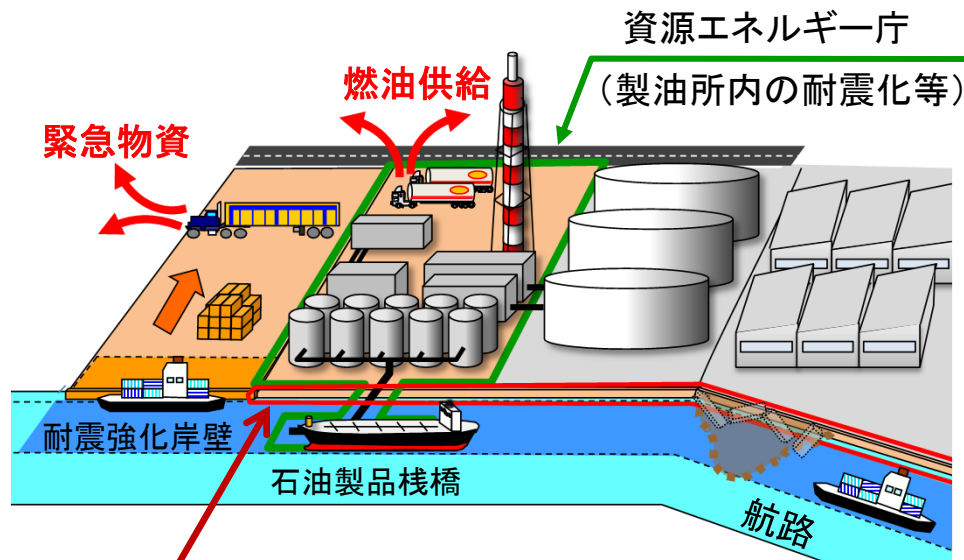 資源エネルギー庁
(製油所内の耐震化等)
燃油供給
緊急物資
耐震強化岸壁
石油製品桟橋
航路